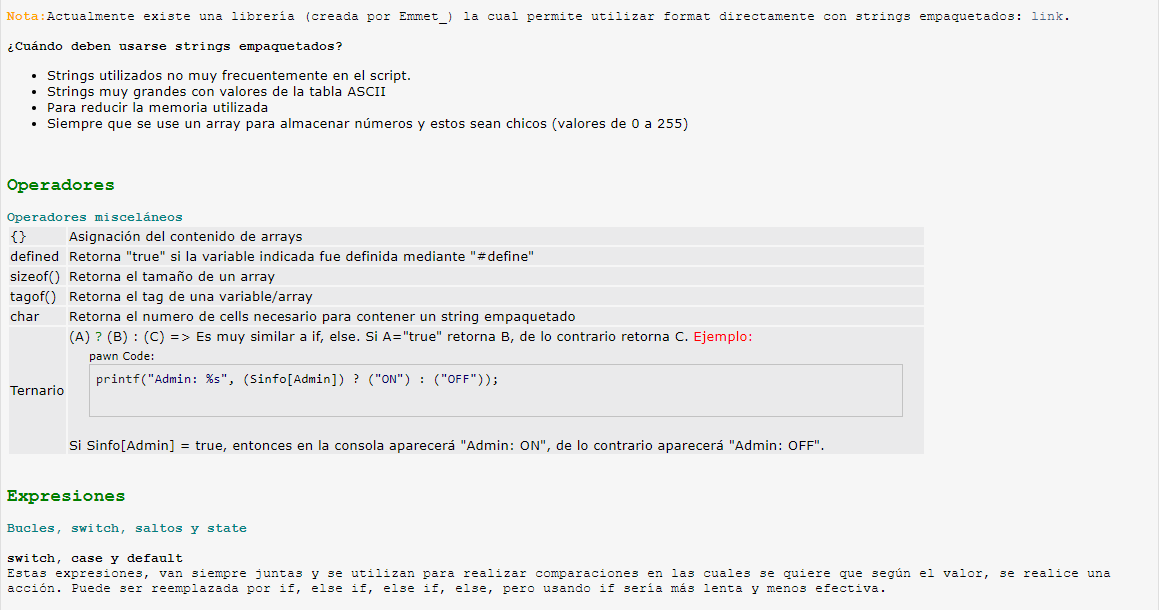 Nota:Actualmente existe una librería (creada por Emmet_) la cual permite utilizar format directamente con strings empaquetados: link.
¿Cuándo deben usarse strings empaquetados?
• Strings utilizados no muy frecuentemente en el script.
• Strings muy grandes con valores de la tabla ASCII
• Para reducir la memoria utilizada
• Siempre que se use un array para almacenar números y estos sean chicos (valores de 0 a 255)
Operadores
Operadores misceláneos
{} Asignación del contenido de arrays
defined Retorna "true" si la variable indicada fue definida mediante "#define"
sizeof() Retorna el tamaño de un array
tagof() Retorna el tag de una variable/array
char Retorna el numero de cells necesario para contener un string empaquetado
Ternario (A) ? (B) : (C) => Es muy similar a if, else. Si A="true" retorna B, de lo contrario retorna C. Ejemplo:
pawn Code:
printf("Admin: %s", (Sinfo[Admin]) ? ("ON") : ("OFF"));
Si Sinfo[Admin] = true, entonces en la consola aparecerá "Admin: ON", de lo contrario aparecerá "Admin: OFF".
Expresiones
Bucles, switch, saltos y state
switch, case y default
Estas expresiones, van siempre juntas y se utilizan para realizar comparaciones en las cuales se quiere que según el valor, se realice una
acción. Puede ser reemplazada por if, else if, else if, else, pero usando if sería más lenta y menos efectiva.